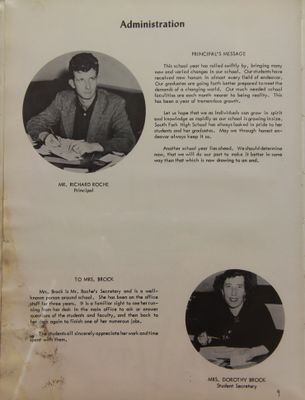 Administration
PRINCIPAL'S MESSAGE
This school year has rolled swiftly by, bringing many
new and varied changes in our school. Our students have
received new honors in almost every field of endeavor.
Our graduates are going forth better prepared to meet the
demands of a changing world. Our much needed school
facilities are each month nearer to being reality. This
has been a year of tremendous growth.
Let us hope that we as individuals can grow in spirit
and knowledge as rapidly as our school is growing in size.
South Fork High School has always looked in pride to her
students and her graduates. May we through honest en-
deavor always keep it so.
Another school year lies ahead. We should determine
now, that we will do our part to make it better in some
way than that which is now drawing to an end.
MR. RICHARD ROCHE
Principal
TO MRS. BROCK
Mrs. Brock is Mr. Roche's Secretary and is a well-
known person around school. She has been on the office
staff for three years. It is a familiar sight to see her run-
ning from her desk in the main office to ask or answer
questions of the students and faculty, and then back to
her desk again to finish one of her numerous jobs.
The students all sincerely appreciate her work and time
spent with them.
MRS. DOROTHY BROCK
Student Secretary